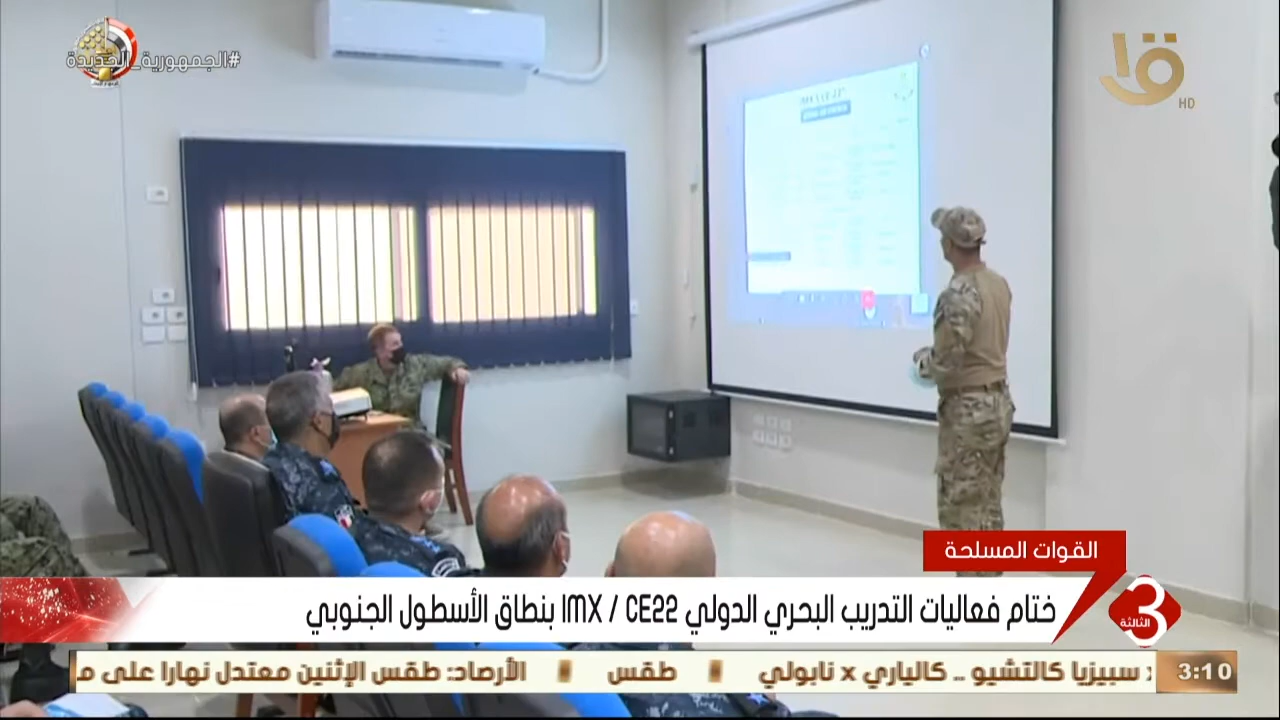 #الجمهورية_الجديدة
HD
القوات المسلحة
ختام فعاليات التدريب البحري الدولي IMX / CE22 بنطاق الأسطول الجنوبي
3
الثالثة
سبيزيا كالتشيو .. كالياري x نابولي
طقس
الأرصاد: طقس الإثنين معتدل نهارا على
3:10